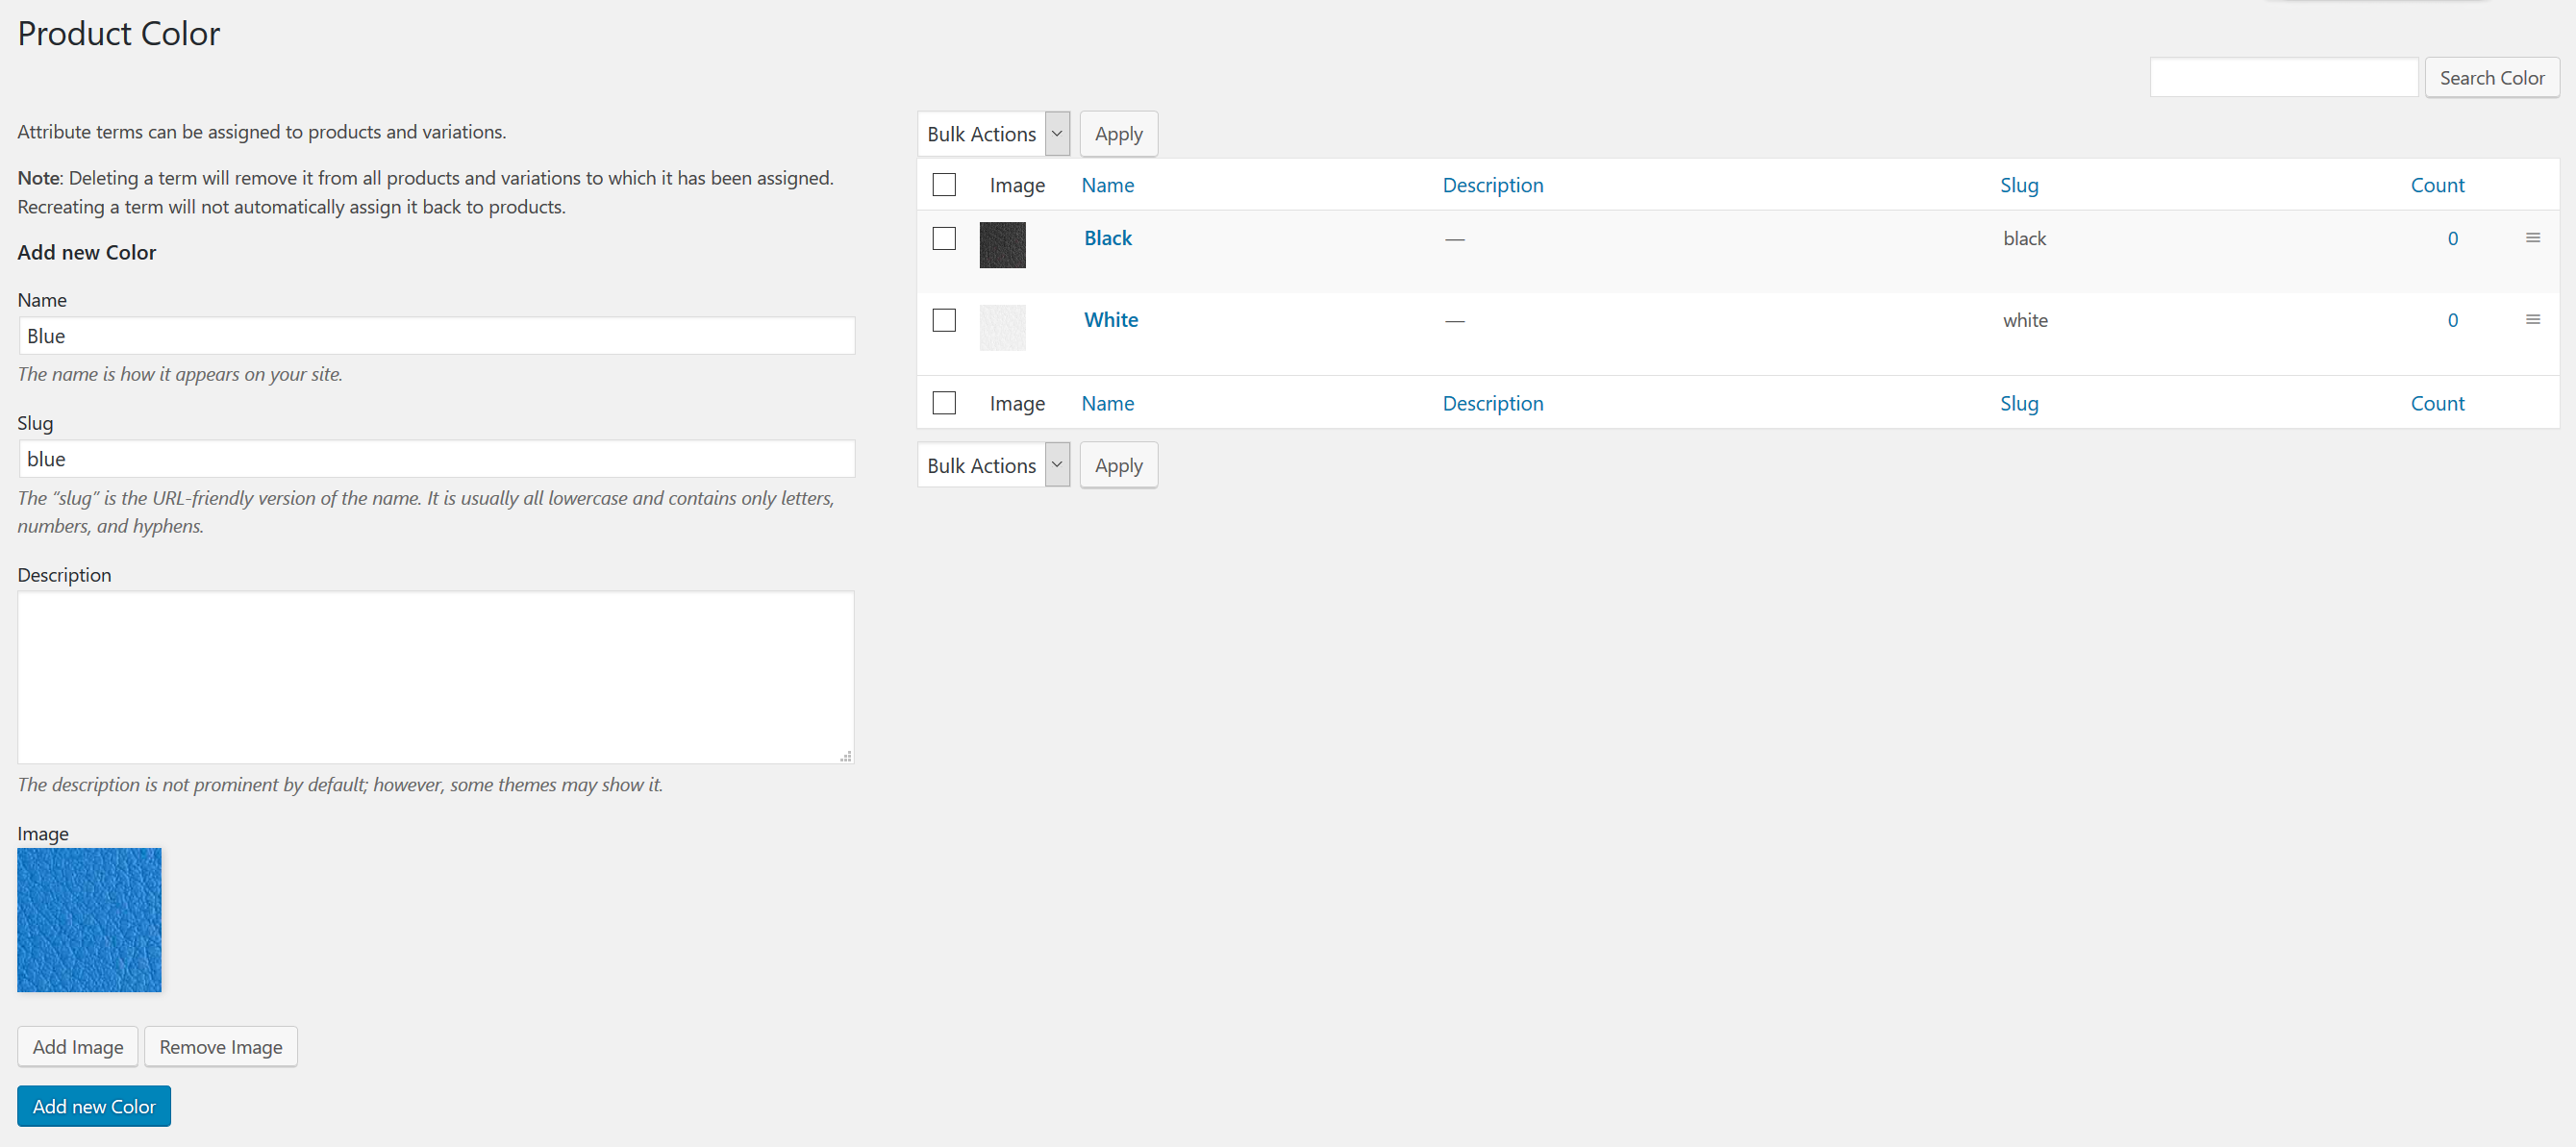 Product Color
Search Color
Attribute terms can be assigned to products and variations.
Note: Deleting a term will remove it from all products and variations to which it has been assigned.
Recreating a term will not automatically assign it back to products.
Add new Color
Name
Blue
The name is how it appears on your site.
Slug
blue
The “slug” is the URL-friendly version of the name. It is usually all lowercase and contains only letters,
numbers, and hyphens.
Description
The description is not prominent by default; however, some themes may show it.
Image
Add Image Remove Image
Add new Color
Bulk Actions Apply
Image Name Description Slug Count
Black — black 0
White — white 0
Image Name Description Slug Count
Bulk Actions Apply